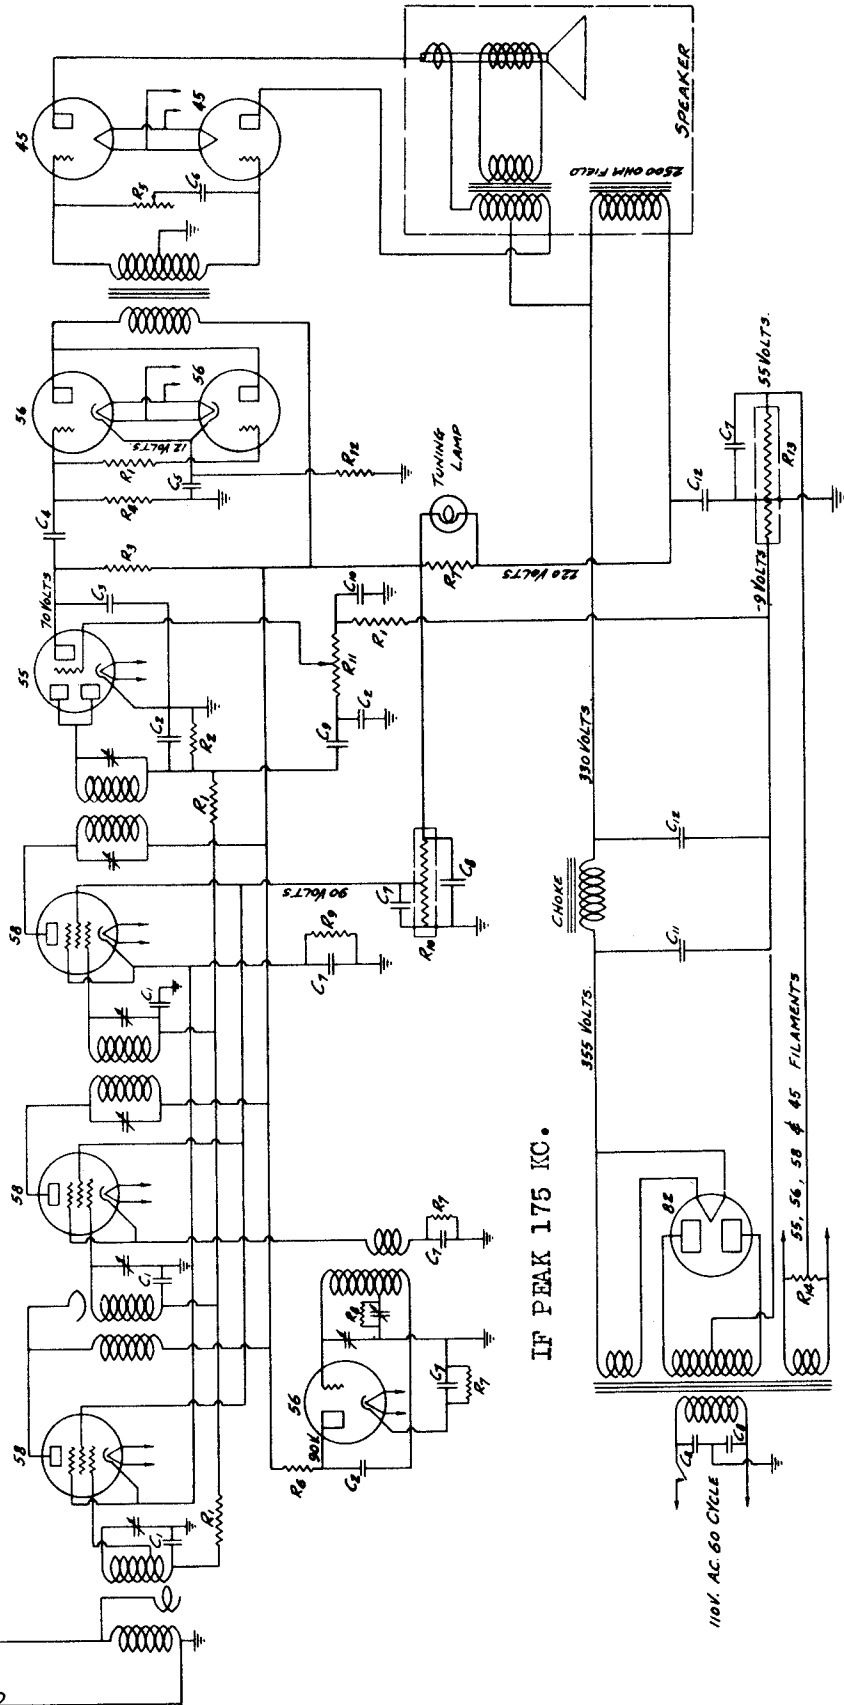 58
58
58
55
56
45
70 VOLTS
C4
C3
R3
R4
R1
12 VOLTS
C5
56
R5
C6
45
R1
C1
C1
C1
R1
C2
R2
C9
C2
R11
C10
R1
R12
R6
90V.
56
C2
R8
C7
R7
C7
R7
C7
R9
90 VOLTS
C7
R10
C8
TUNING
LAMP
R7
220 VOLTS
2500 OHM FIELD
SPEAKER
IF PEAK 175 KC.
110V. AC. 60 CYCLE
C8
C8
82
355 VOLTS.
CHOKE
330 VOLTS.
C11
C12
C12
C7
-9 VOLTS
R13
55 VOLTS.
R14
55, 56, 58 & 45 FILAMENTS